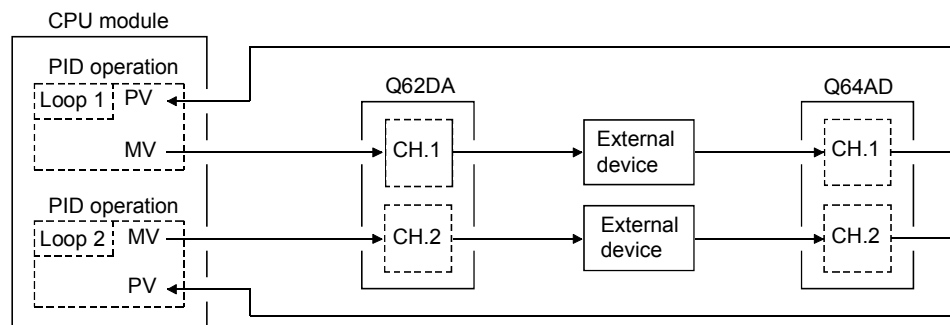 CPU module
PID operation
Loop 1 PV
MV
PID operation
Loop 2 MV
PV
Q62DA
CH.1
CH.2
External
device
External
device
Q64AD
CH.1
CH.2